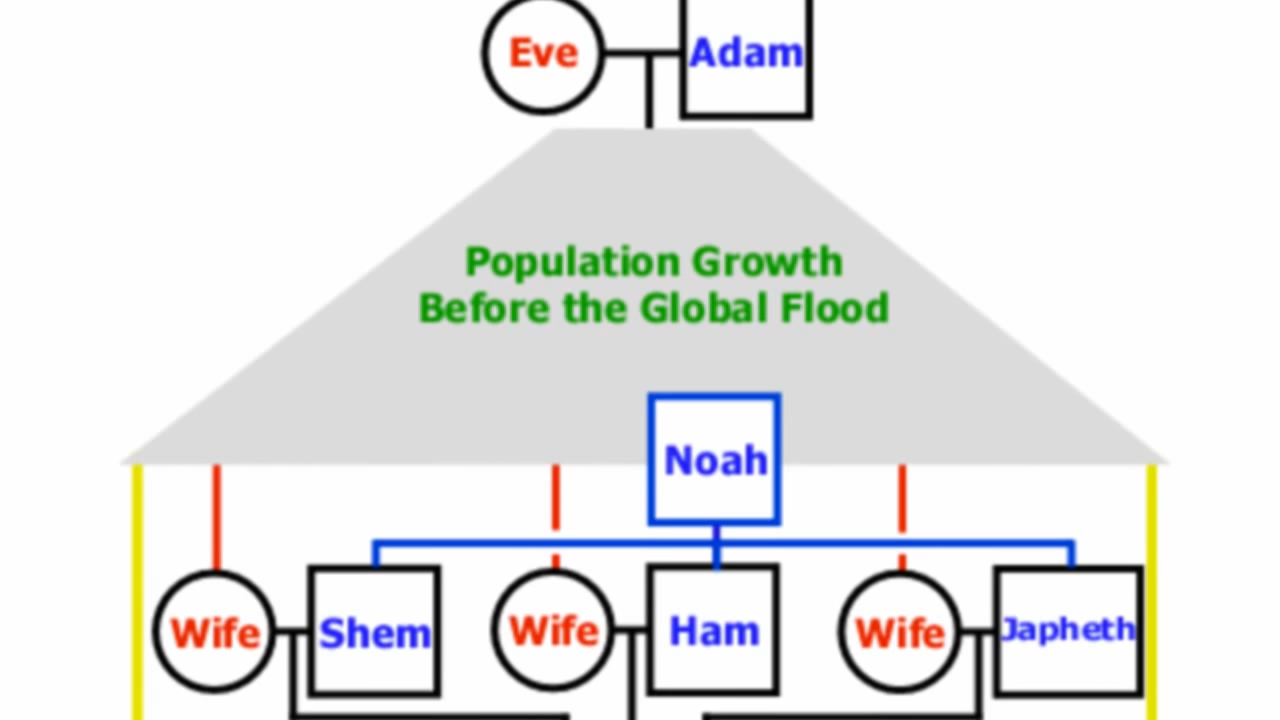 Eve Adam
Population Growth
Before the Global Flood
Noah
Wife Shem Wife Ham Wife Japheth